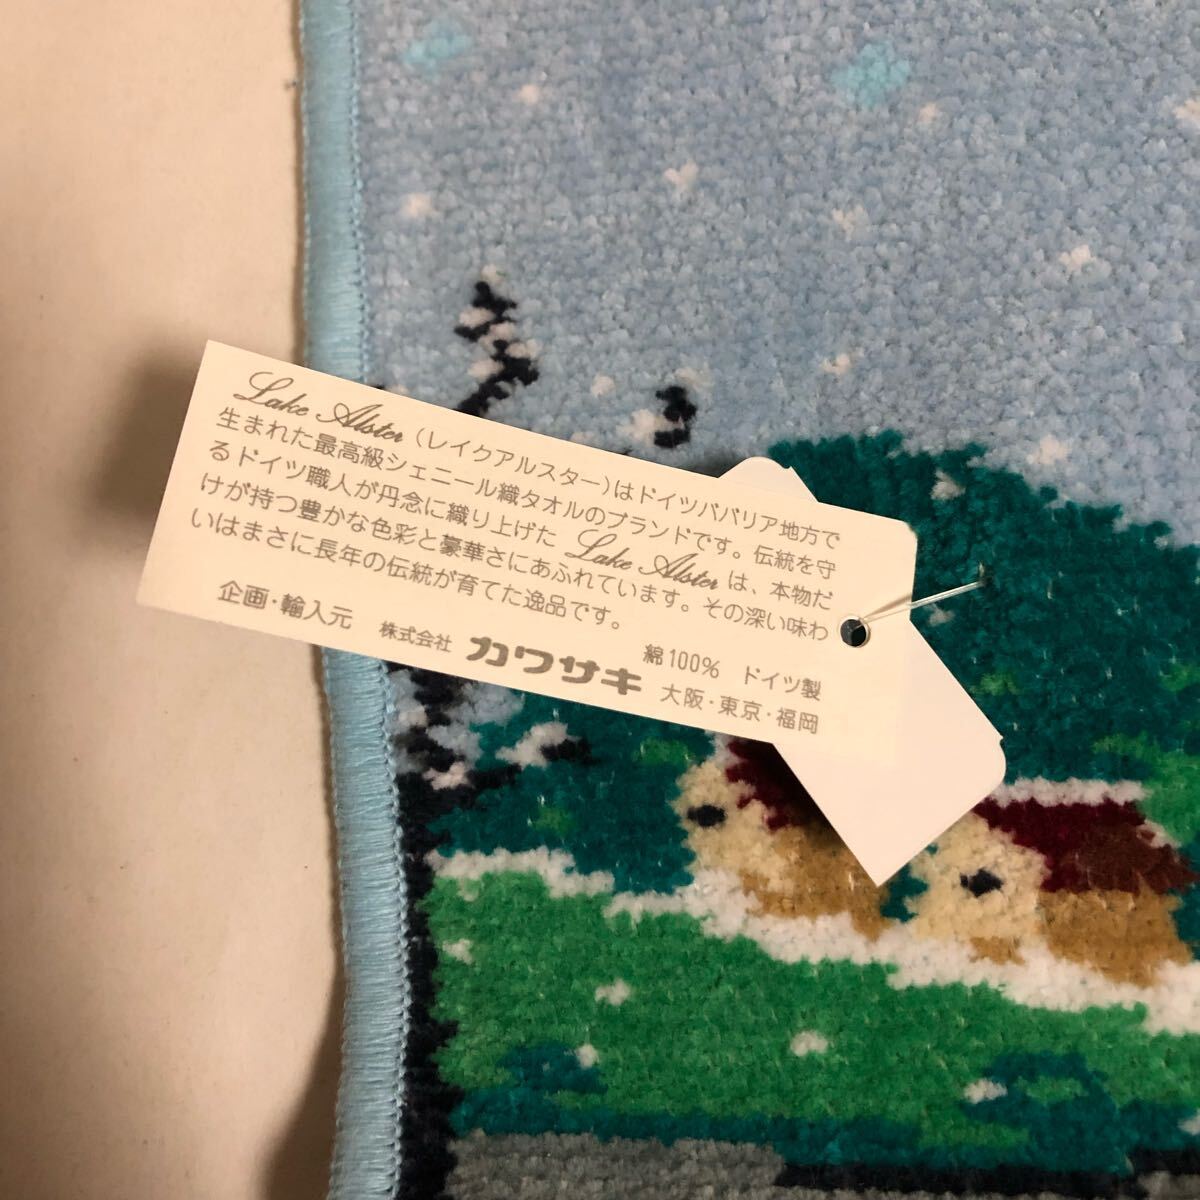 Lake Alster (レイクアルスター)はドイツババリア地方で
生まれた最高級シェニール織タオルのブランドです。伝統を守
るドイツ職人が丹念に織り上げた Lake Alster は、本物だ
けが持つ豊かな色彩と豪華さにあふれています。その深い味わ
いはまさに長年の伝統が育てた逸品です。
綿100% ドイツ製
企画・輸入元 株式会社 カワサキ 大阪・東京・福岡